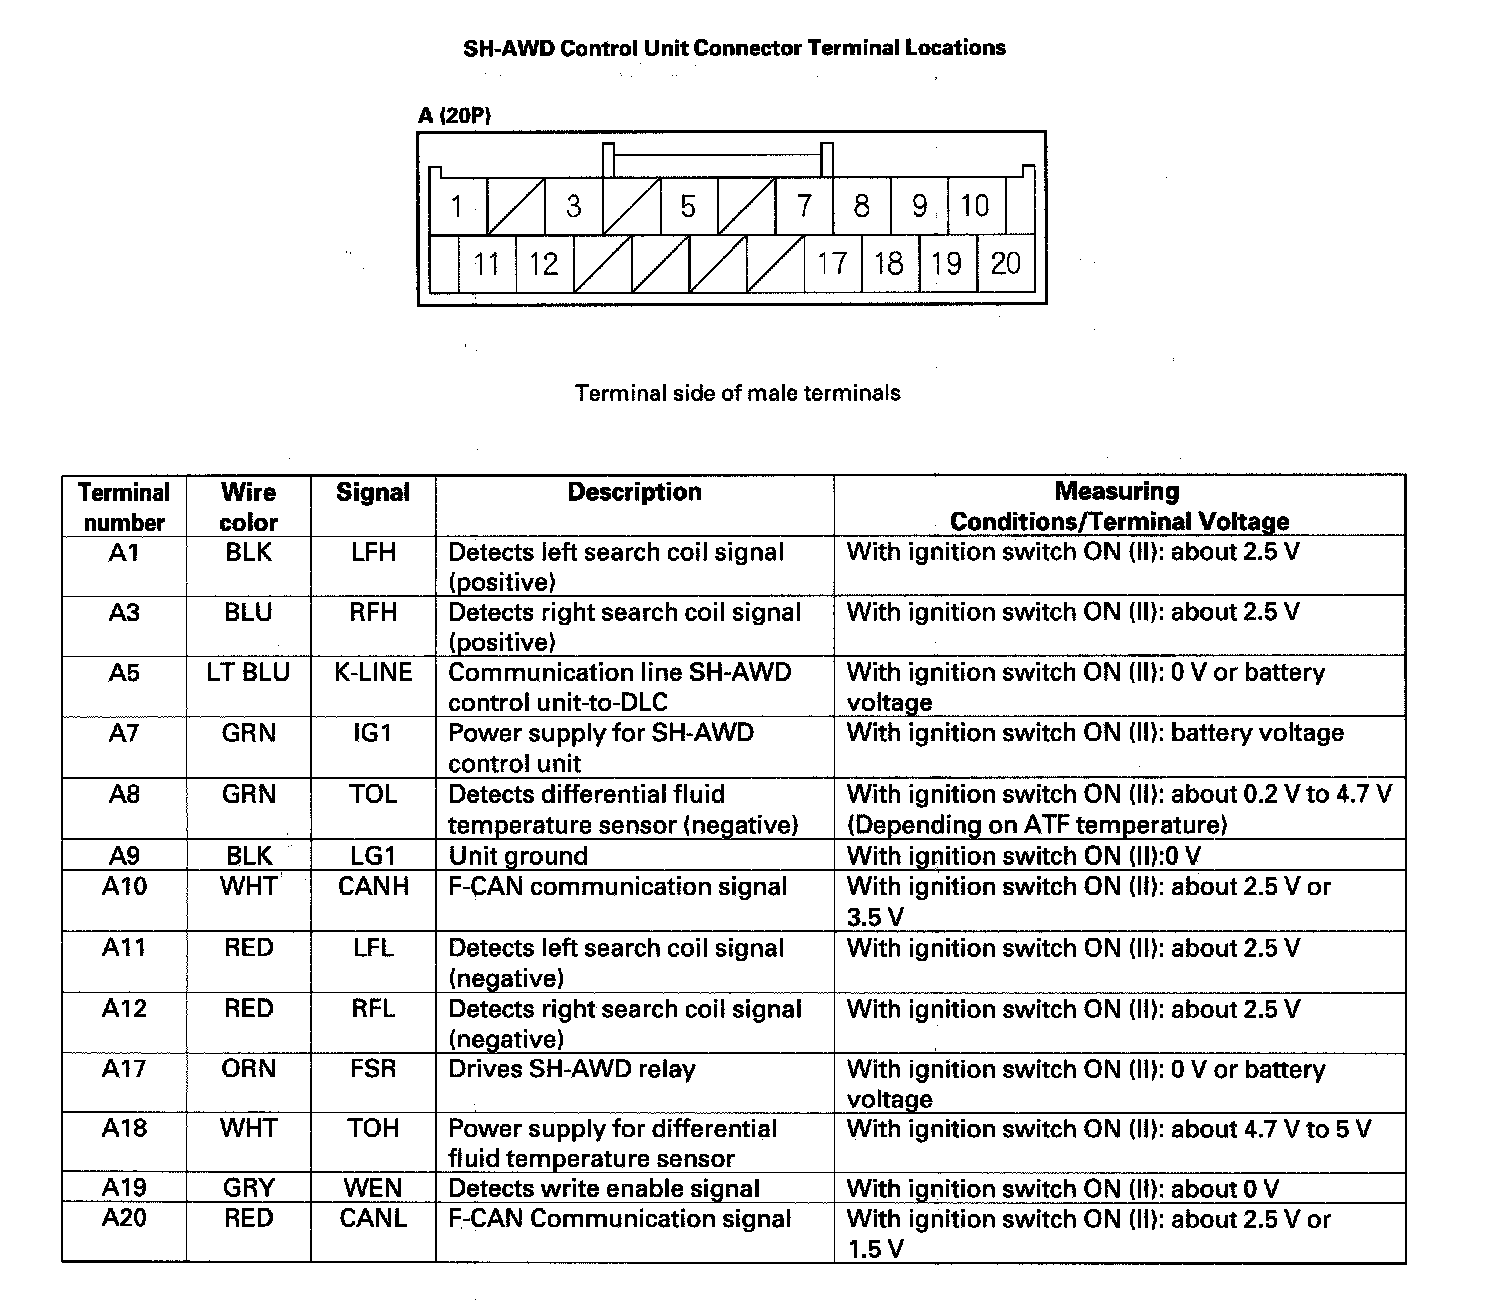 SH-AWD Control Unit Connector Terminal Locations
A (20P)
1 3 5 7 8 9 10
11 12 17 18 19 20
Terminal side of male terminals
Terminal number Wire color Signal Description Measuring Conditions/Terminal Voltage
A1 BLK LFH Detects left search coil signal (positive) With ignition switch ON (II): about 2.5 V
A3 BLU RFH Detects right search coil signal (positive) With ignition switch ON (II): about 2.5 V
A5 LT BLU K-LINE Communication line SH-AWD control unit-to-DLC With ignition switch ON (II): 0 V or battery voltage
A7 GRN IG1 Power supply for SH-AWD control unit With ignition switch ON (II): battery voltage
A8 GRN TOL Detects differential fluid temperature sensor (negative) With ignition switch ON (II): about 0.2 V to 4.7 V (Depending on ATF temperature)
A9 BLK LG1 Unit ground With ignition switch ON (II):0 V
A10 WHT CANH F-CAN communication signal With ignition switch ON (II): about 2.5 V or 3.5 V
A11 RED LFL Detects left search coil signal (negative) With ignition switch ON (II): about 2.5 V
A12 RED RFL Detects right search coil signal (negative) With ignition switch ON (II): about 2.5 V
A17 ORN FSR Drives SH-AWD relay With ignition switch ON (II): 0 V or battery voltage
A18 WHT TOH Power supply for differential fluid temperature sensor With ignition switch ON (II): about 4.7 V to 5 V
A19 GRY WEN Detects write enable signal With ignition switch ON (II): about 0 V
A20 RED CANL F-CAN Communication signal With ignition switch ON (II): about 2.5 V or 1.5 V